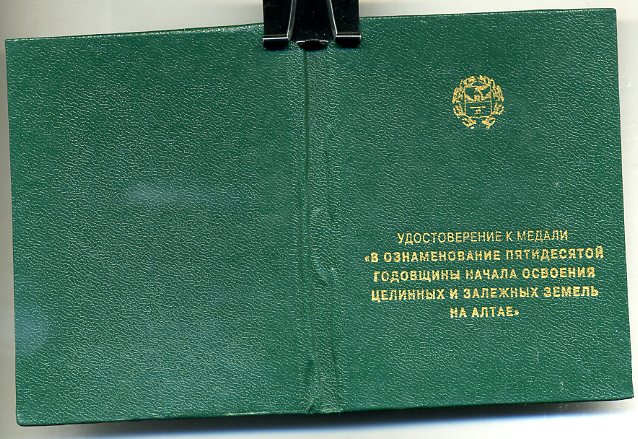 УДОСТОВЕРЕНИЕ К МЕДАЛИ
«В ОЗНАМЕНОВАНИЕ ПЯТИДЕСЯТОЙ
ГОДОВЩИНЫ НАЧАЛА ОСВОЕНИЯ
ЦЕЛИННЫХ И ЗАЛЕЖНЫХ ЗЕМЕЛЬ
НА АЛТАЕ»